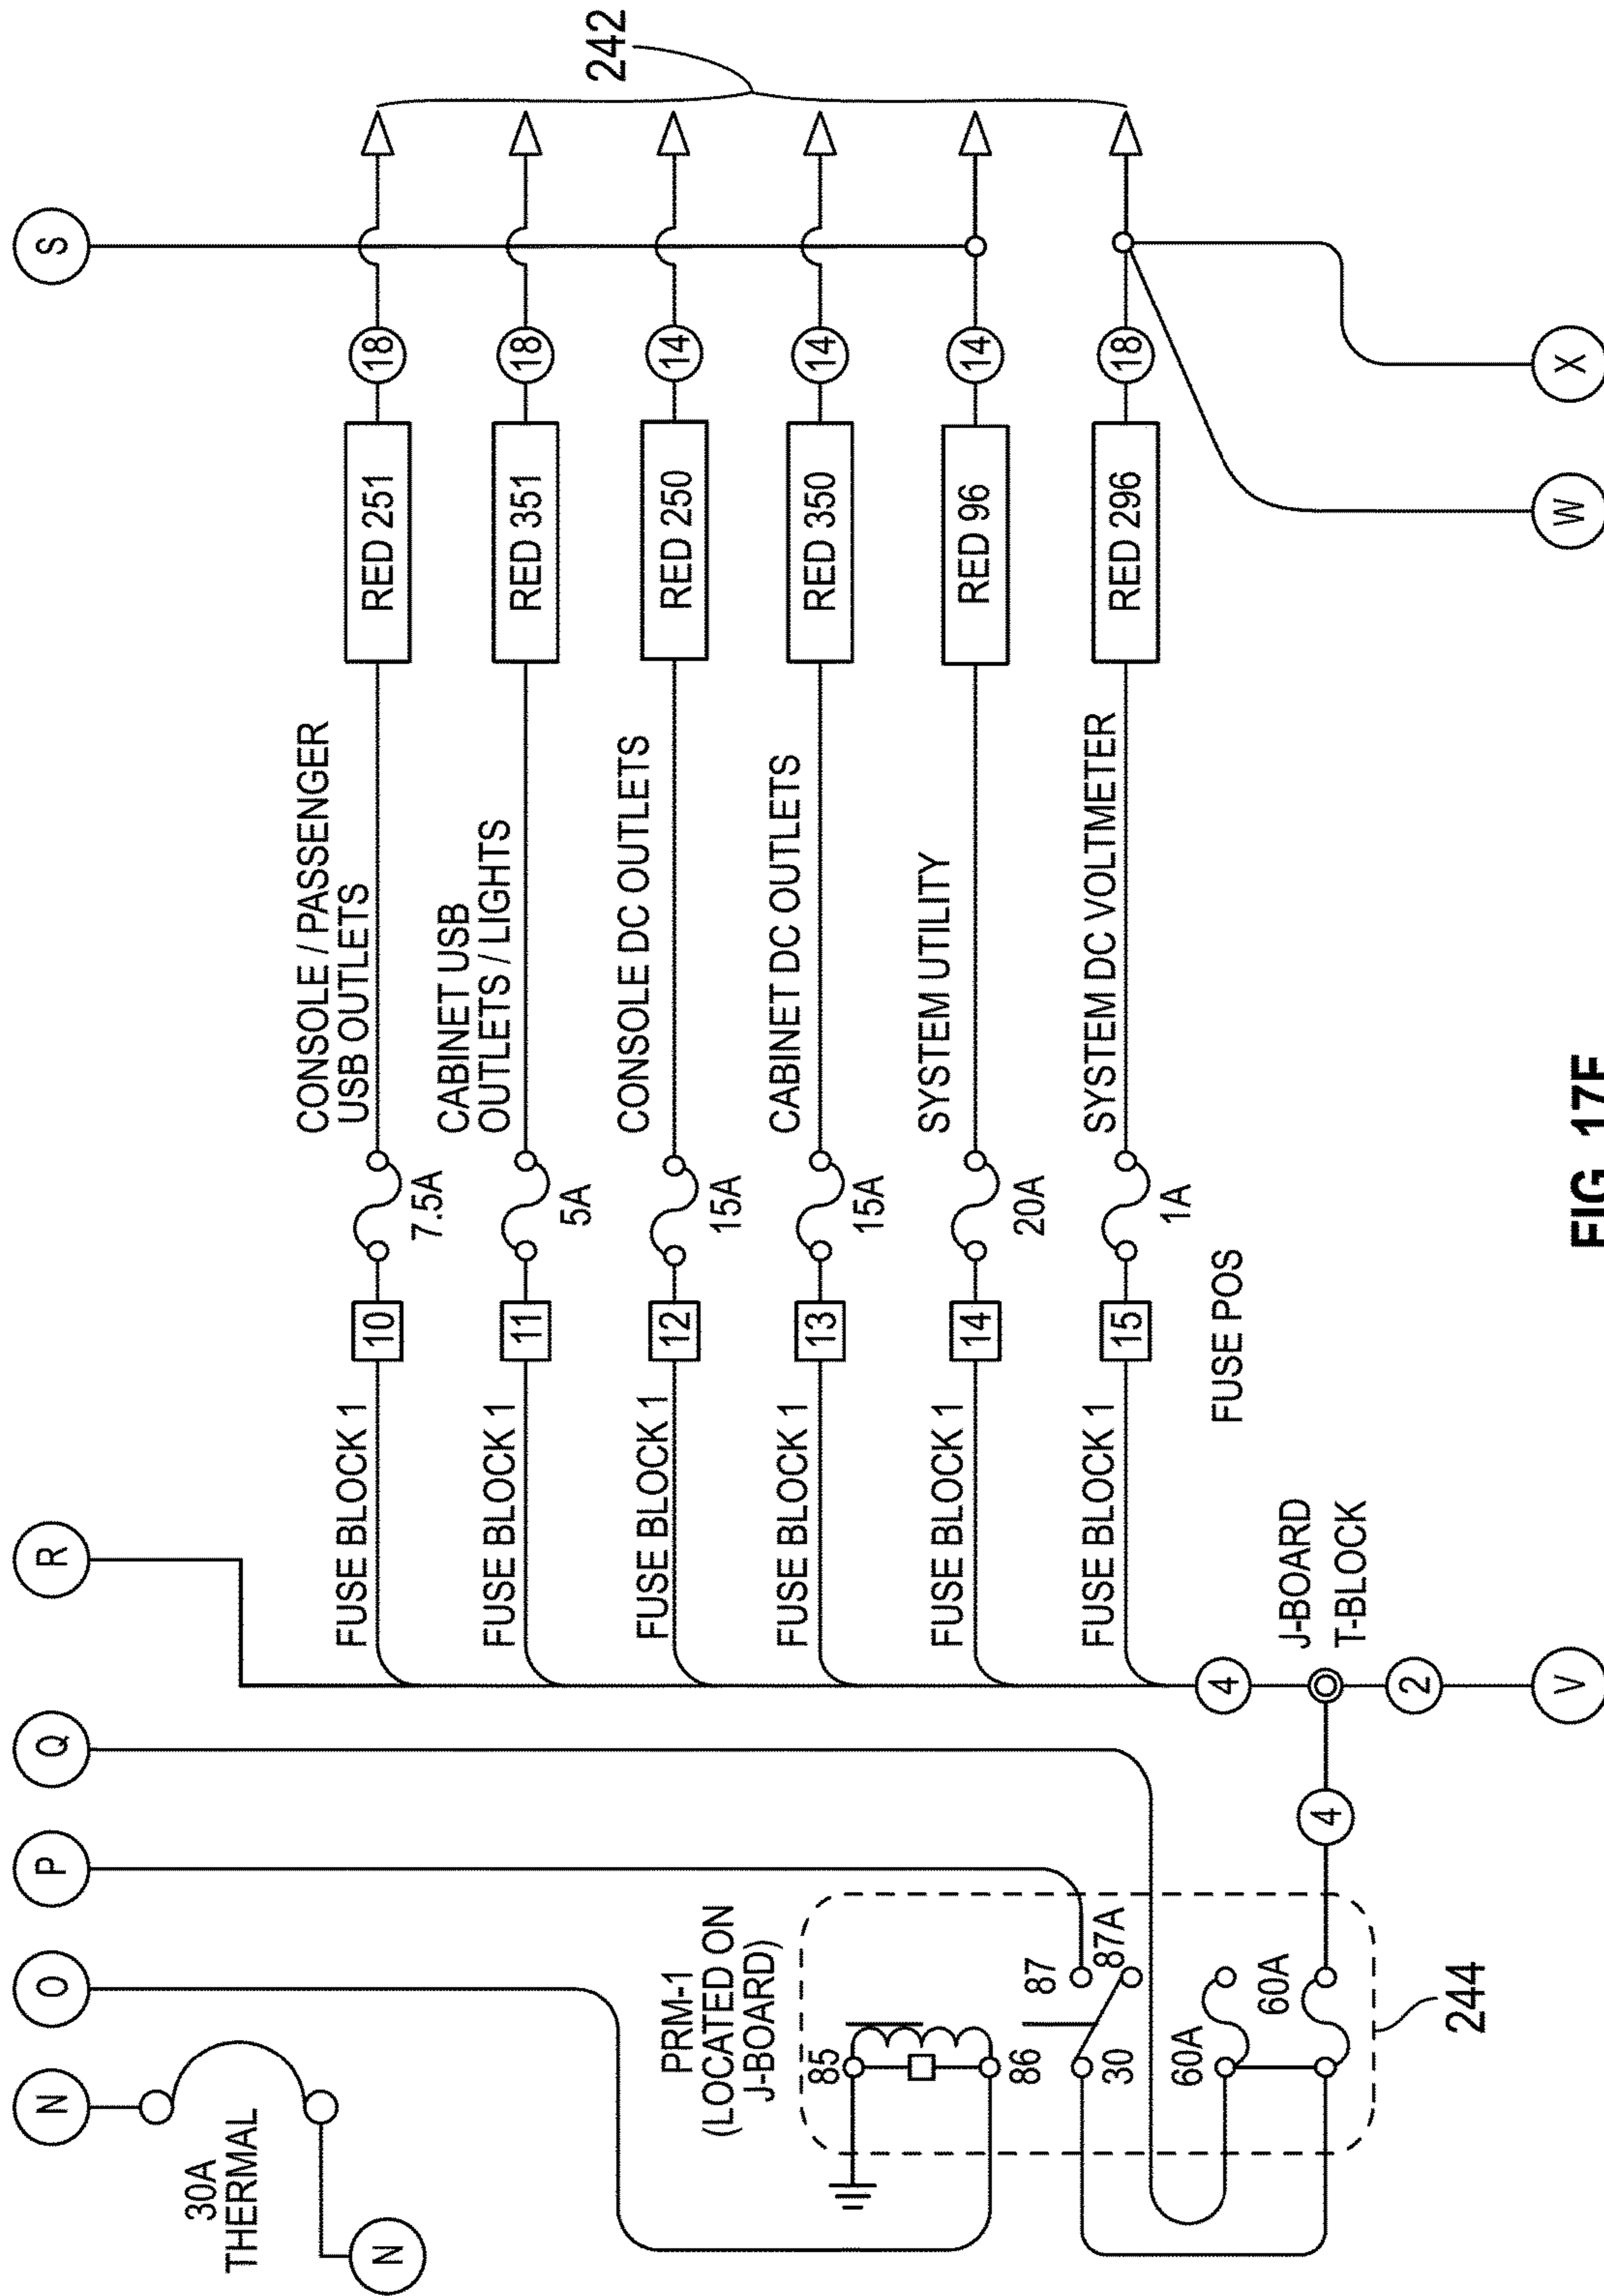 N
O
P
Q
R
S
30A
THERMAL
N
PRM-1
(LOCATED ON
J-BOARD)
85
86
87
87A
30
60A
60A
244
4
J-BOARD
T-BLOCK
4
2
V
FUSE BLOCK 1
10
7.5A
CONSOLE / PASSENGER
USB OUTLETS
RED 251
18
FUSE BLOCK 1
11
5A
CABINET USB
OUTLETS / LIGHTS
RED 351
18
FUSE BLOCK 1
12
15A
CONSOLE DC OUTLETS
RED 250
14
FUSE BLOCK 1
13
15A
CABINET DC OUTLETS
RED 350
14
FUSE BLOCK 1
14
20A
SYSTEM UTILITY
RED 96
14
FUSE BLOCK 1
15
1A
SYSTEM DC VOLTMETER
RED 296
18
FUSE POS
242
W
X
FIG